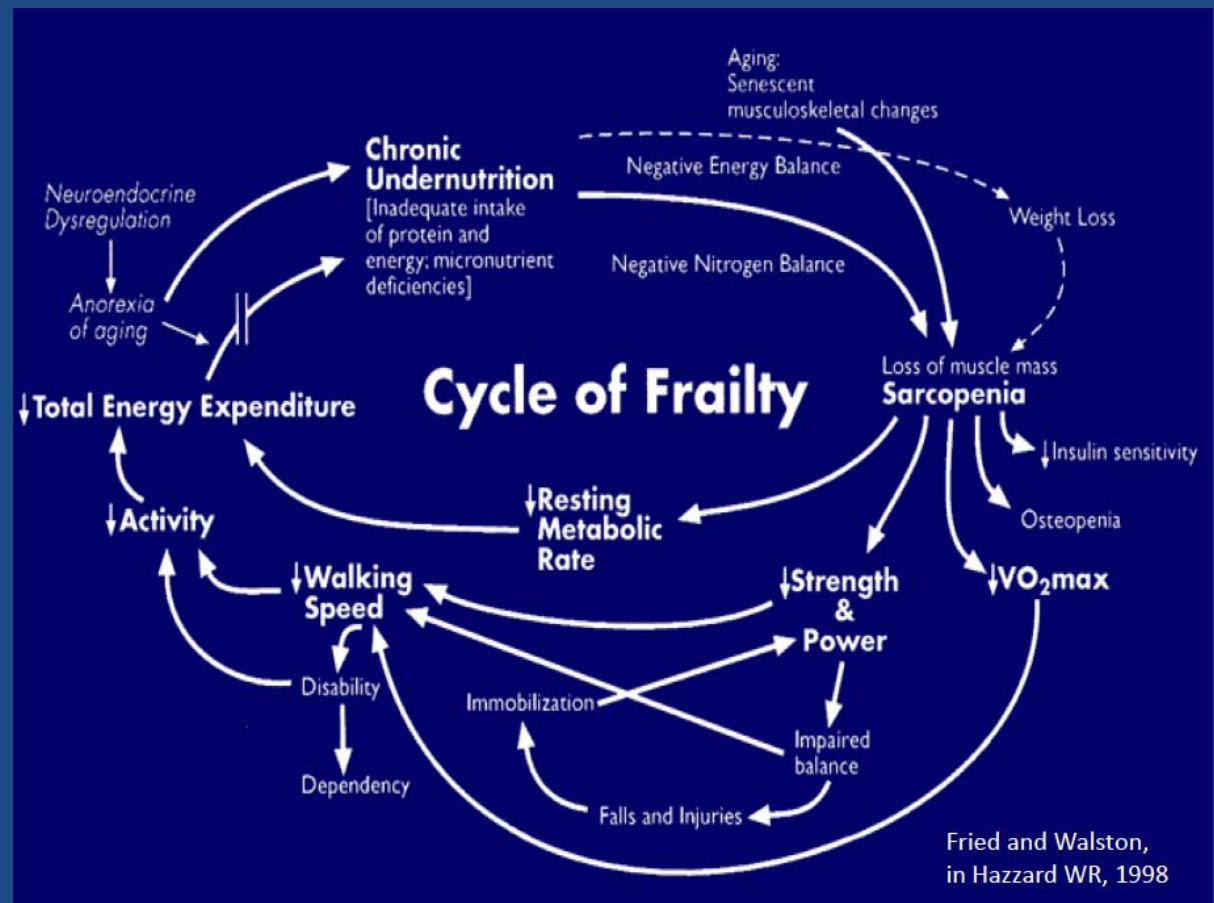 Aging:
Senescent
musculoskeletal changes
Chronic
Undernutrition
[Inadequate intake
of protein and
energy; micronutrient
deficiencies]
Negative Energy Balance
Neuroendocrine
Dysregulation
Weight Loss
Negative Nitrogen Balance
Anorexia
of aging
Loss of muscle mass
Sarcopenia
Cycle of Frailty
↓Total Energy Expenditure
↓Insulin sensitivity
↓Resting
Metabolic
Rate
Osteopenia
↓Activity
↓Walking
Speed
↓Strength
&
Power
↓VO₂max
Disability
Immobilization
Impaired
balance
Dependency
Falls and Injuries
Fried and Walston,
in Hazzard WR, 1998